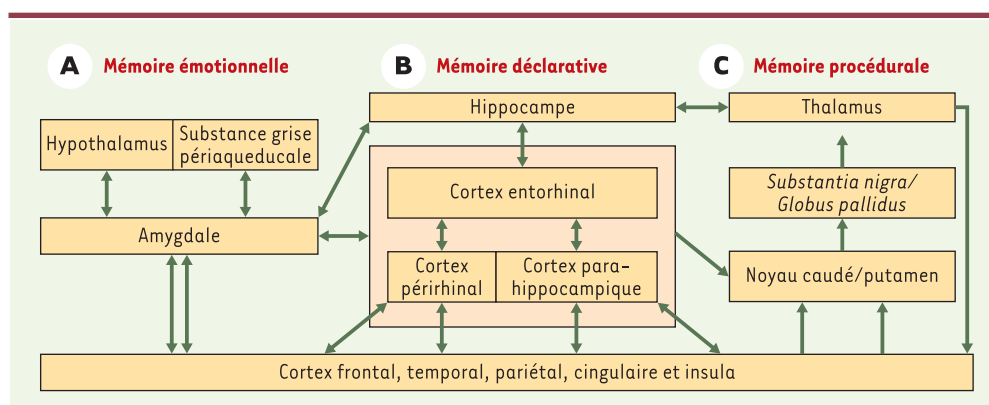 A Mémoire émotionnelle
B Mémoire déclarative
C Mémoire procédurale
Hippocampe
Thalamus
Hypothalamus
Substance grise
périaqueducale
Cortex entorhinal
Substantia nigra/
Globus pallidus
Amygdale
Cortex
périrhinal
Cortex para-
hippocampique
Noyau caudé/putamen
Cortex frontal, temporal, pariétal, cingulaire et insula